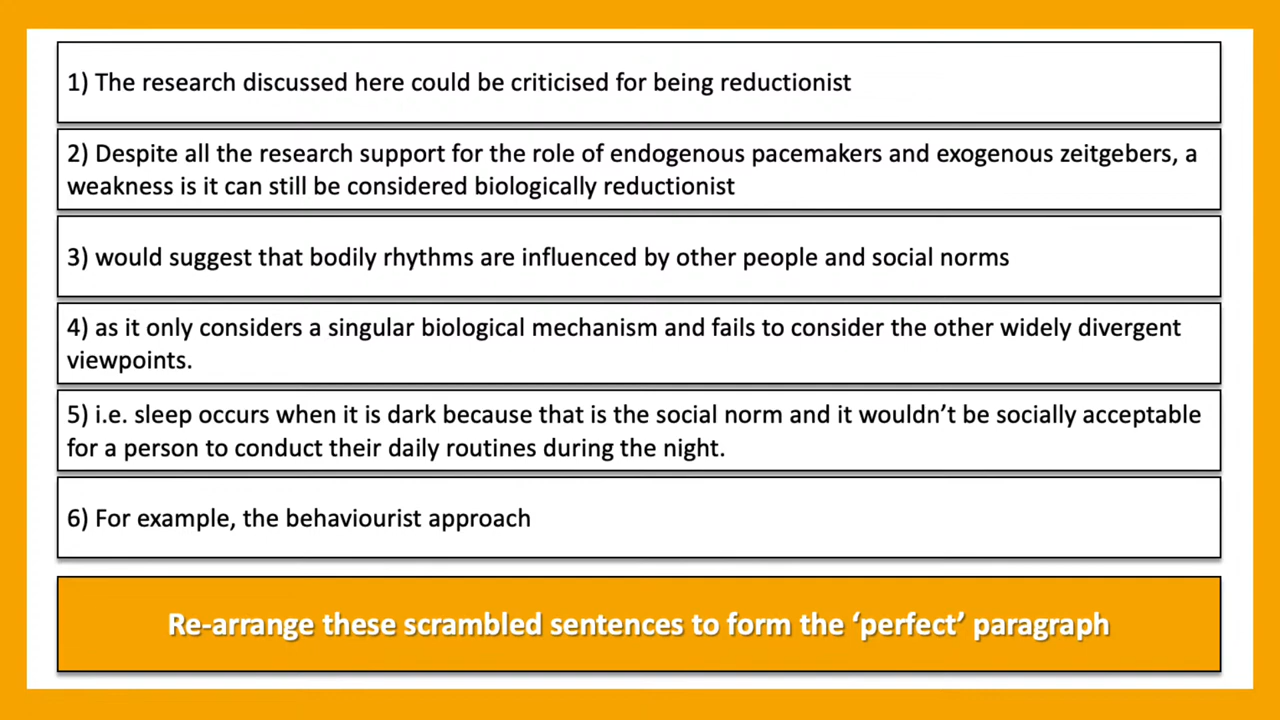 1) The research discussed here could be criticised for being reductionist
2) Despite all the research support for the role of endogenous pacemakers and exogenous zeitgebers, a
weakness is it can still be considered biologically reductionist
3) would suggest that bodily rhythms are influenced by other people and social norms
4) as it only considers a singular biological mechanism and fails to consider the other widely divergent
viewpoints.
5) i.e. sleep occurs when it is dark because that is the social norm and it wouldn’t be socially acceptable
for a person to conduct their daily routines during the night.
6) For example, the behaviourist approach
Re-arrange these scrambled sentences to form the ‘perfect’ paragraph